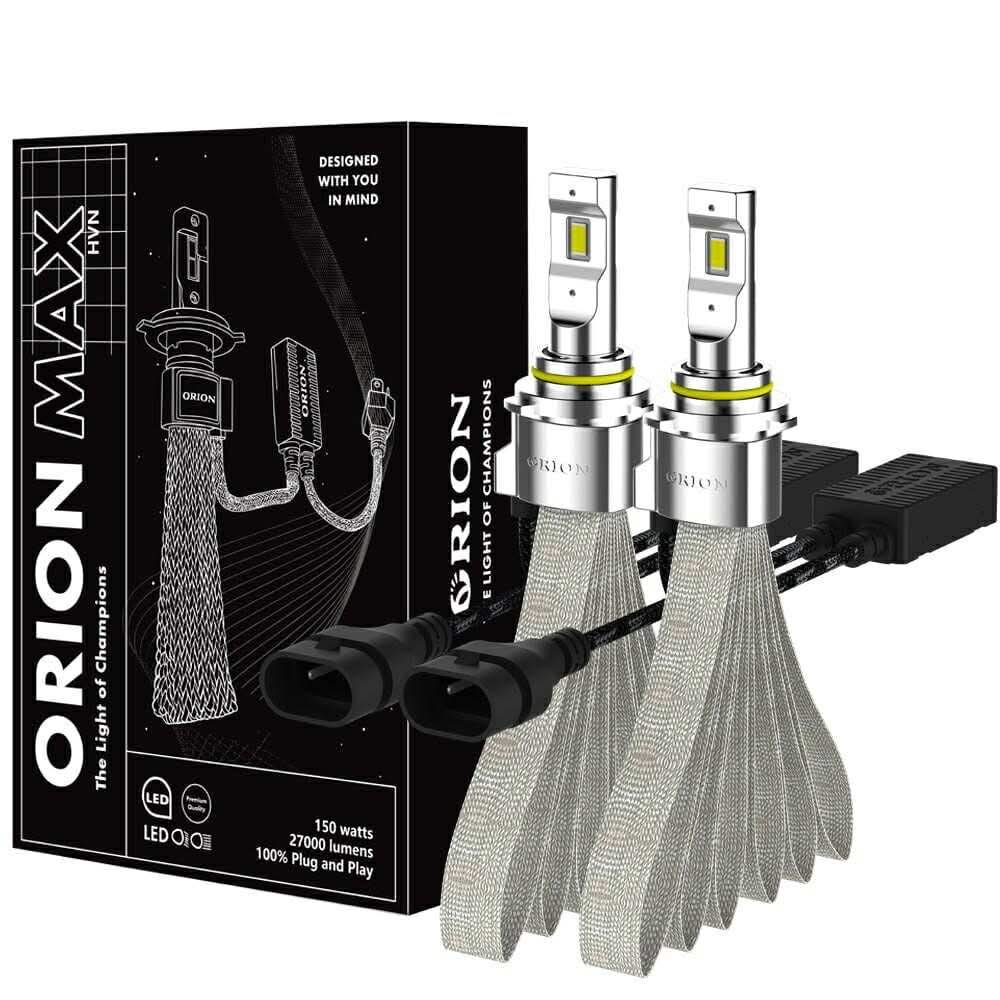 DESIGNED
WITH YOU
IN MIND
ORION MAX
HVN
The Light of Champions
ORION
ORION
LED
Premium
Quality
LED
150 watts
27000 lumens
100% Plug and Play
ORION
E LIGHT OF CHAMPIONS
ORION
ORION
ORION